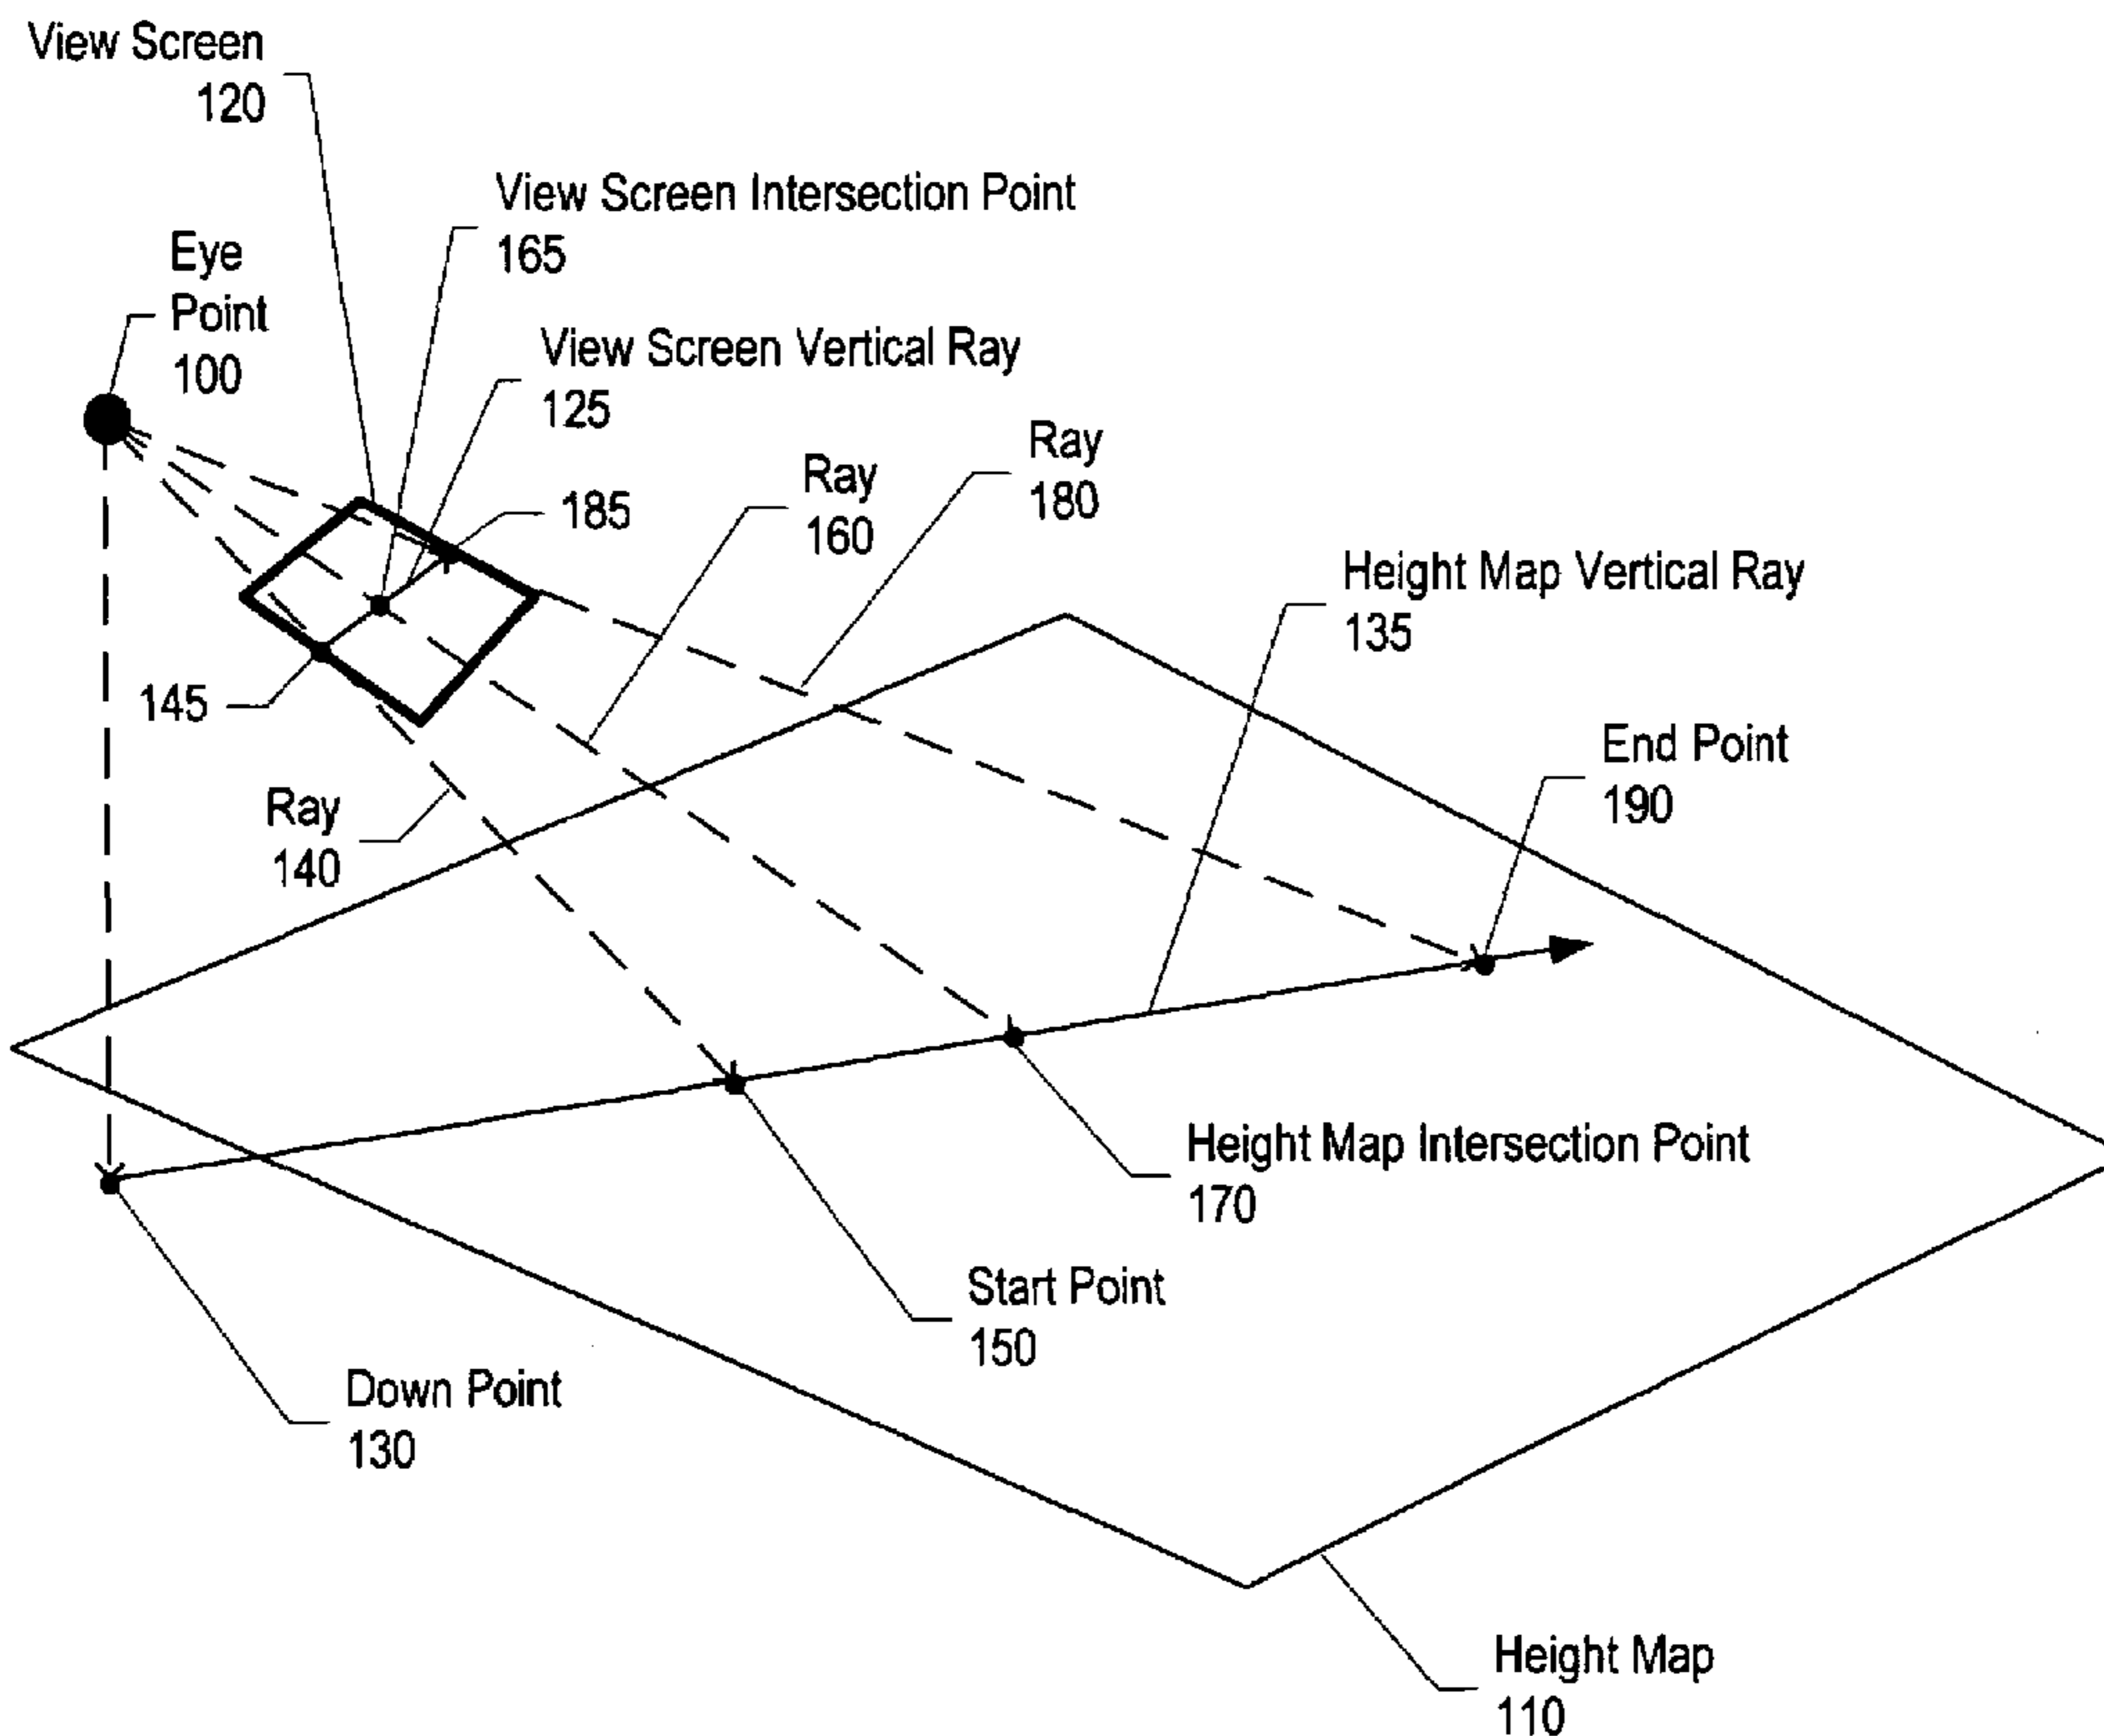 View Screen
120
View Screen Intersection Point
165
Eye
Point
100
View Screen Vertical Ray
125
Ray
180
Ray
160
185
Height Map Vertical Ray
135
145
End Point
190
Ray
140
Height Map Intersection Point
170
Start Point
150
Down Point
130
Height Map
110